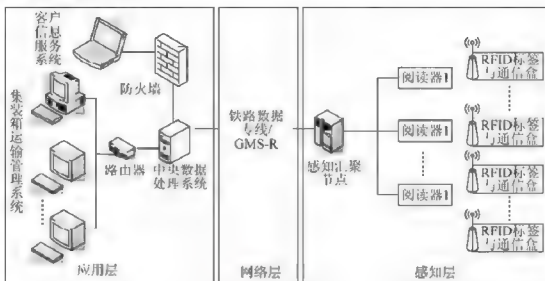 客户
信息
服务
系统
防火墙
集装箱运输管理系统
路由器
中央数据
处理系统
应用层
铁路数据
专线/
GMS-R
网络层
感知汇聚
节点
阅读器1
阅读器1
阅读器1
RFID标签
与通信盒
RFID标签
与通信盒
RFID标签
与通信盒
RFID标签
与通信盒
感知层